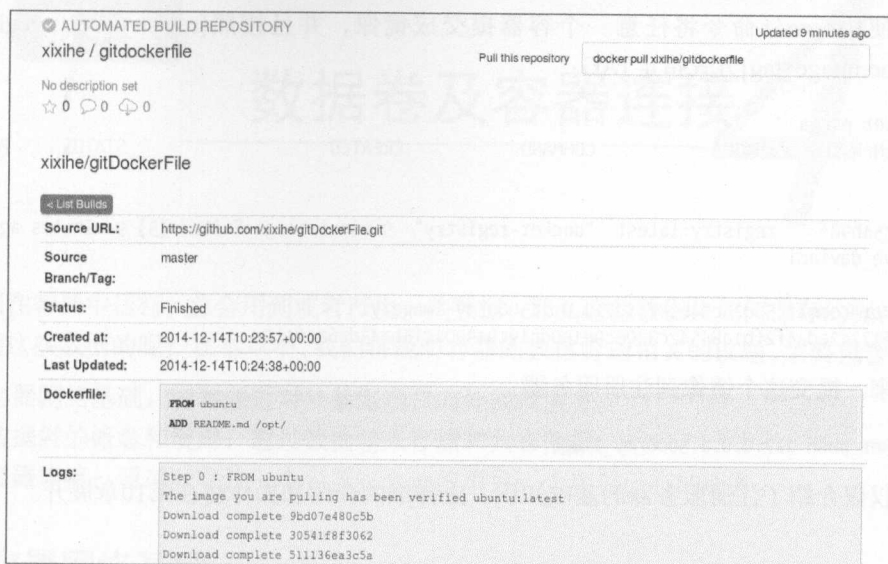 AUTOMATED BUILD REPOSITORY
Updated 9 minutes ago
xixihe / gitdockerfile
Pull this repository
docker pull xixihe/gitdockerfile
No description set
0 0 0
xixihe/gitDockerFile
< List Builds
Source URL: https://github.com/xixihe/gitDockerFile.git
Source Branch/Tag: master
Status: Finished
Created at: 2014-12-14T10:23:57+00:00
Last Updated: 2014-12-14T10:24:38+00:00
Dockerfile:
FROM ubuntu
ADD README.md /opt/
Logs:
Step 0 : FROM ubuntu
The image you are pulling has been verified ubuntu:latest
Download complete 9bd07e480c5b
Download complete 30541f8f3062
Download complete 511136ea3c5a